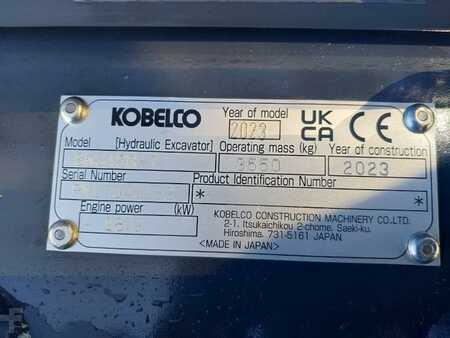 KOBELCO Year of model 2023 UK CA CE
Model [Hydraulic Excavator] Operating mass (kg) Year of construction
3550 2023
Serial Number Product Identification Number
* *
Engine power (kW)
KOBELCO CONSTRUCTION MACHINERY CO.,LTD.
2-1. Itsukaichikou 2-chome. Saeki-ku.
Hiroshima. 731-5161 JAPAN
<MADE IN JAPAN>